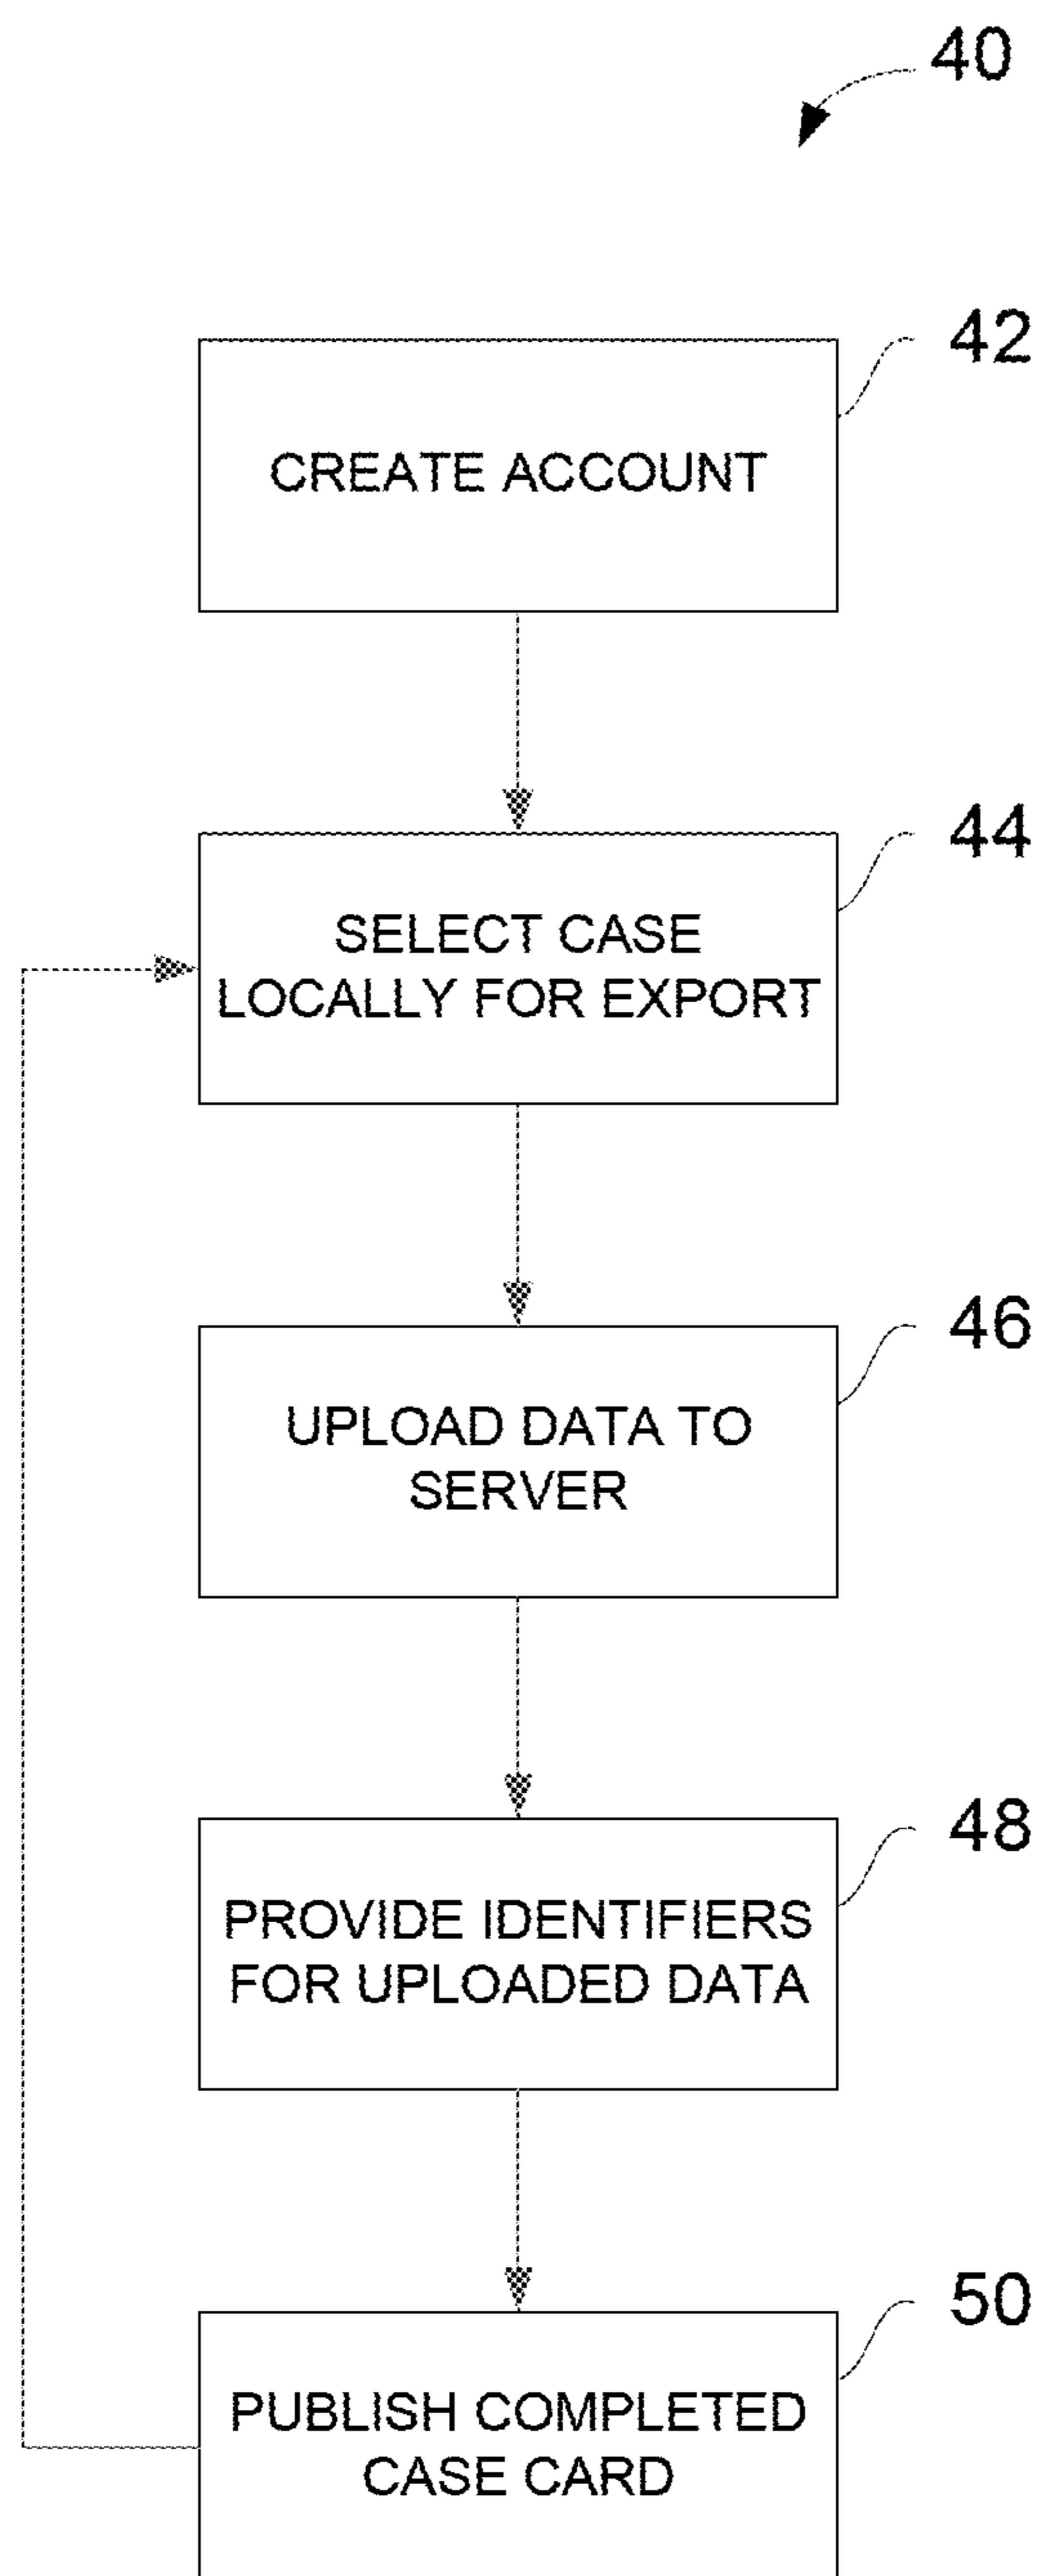 40
42
CREATE ACCOUNT
44
SELECT CASE
LOCALLY FOR EXPORT
46
UPLOAD DATA TO
SERVER
48
PROVIDE IDENTIFIERS
FOR UPLOADED DATA
50
PUBLISH COMPLETED
CASE CARD